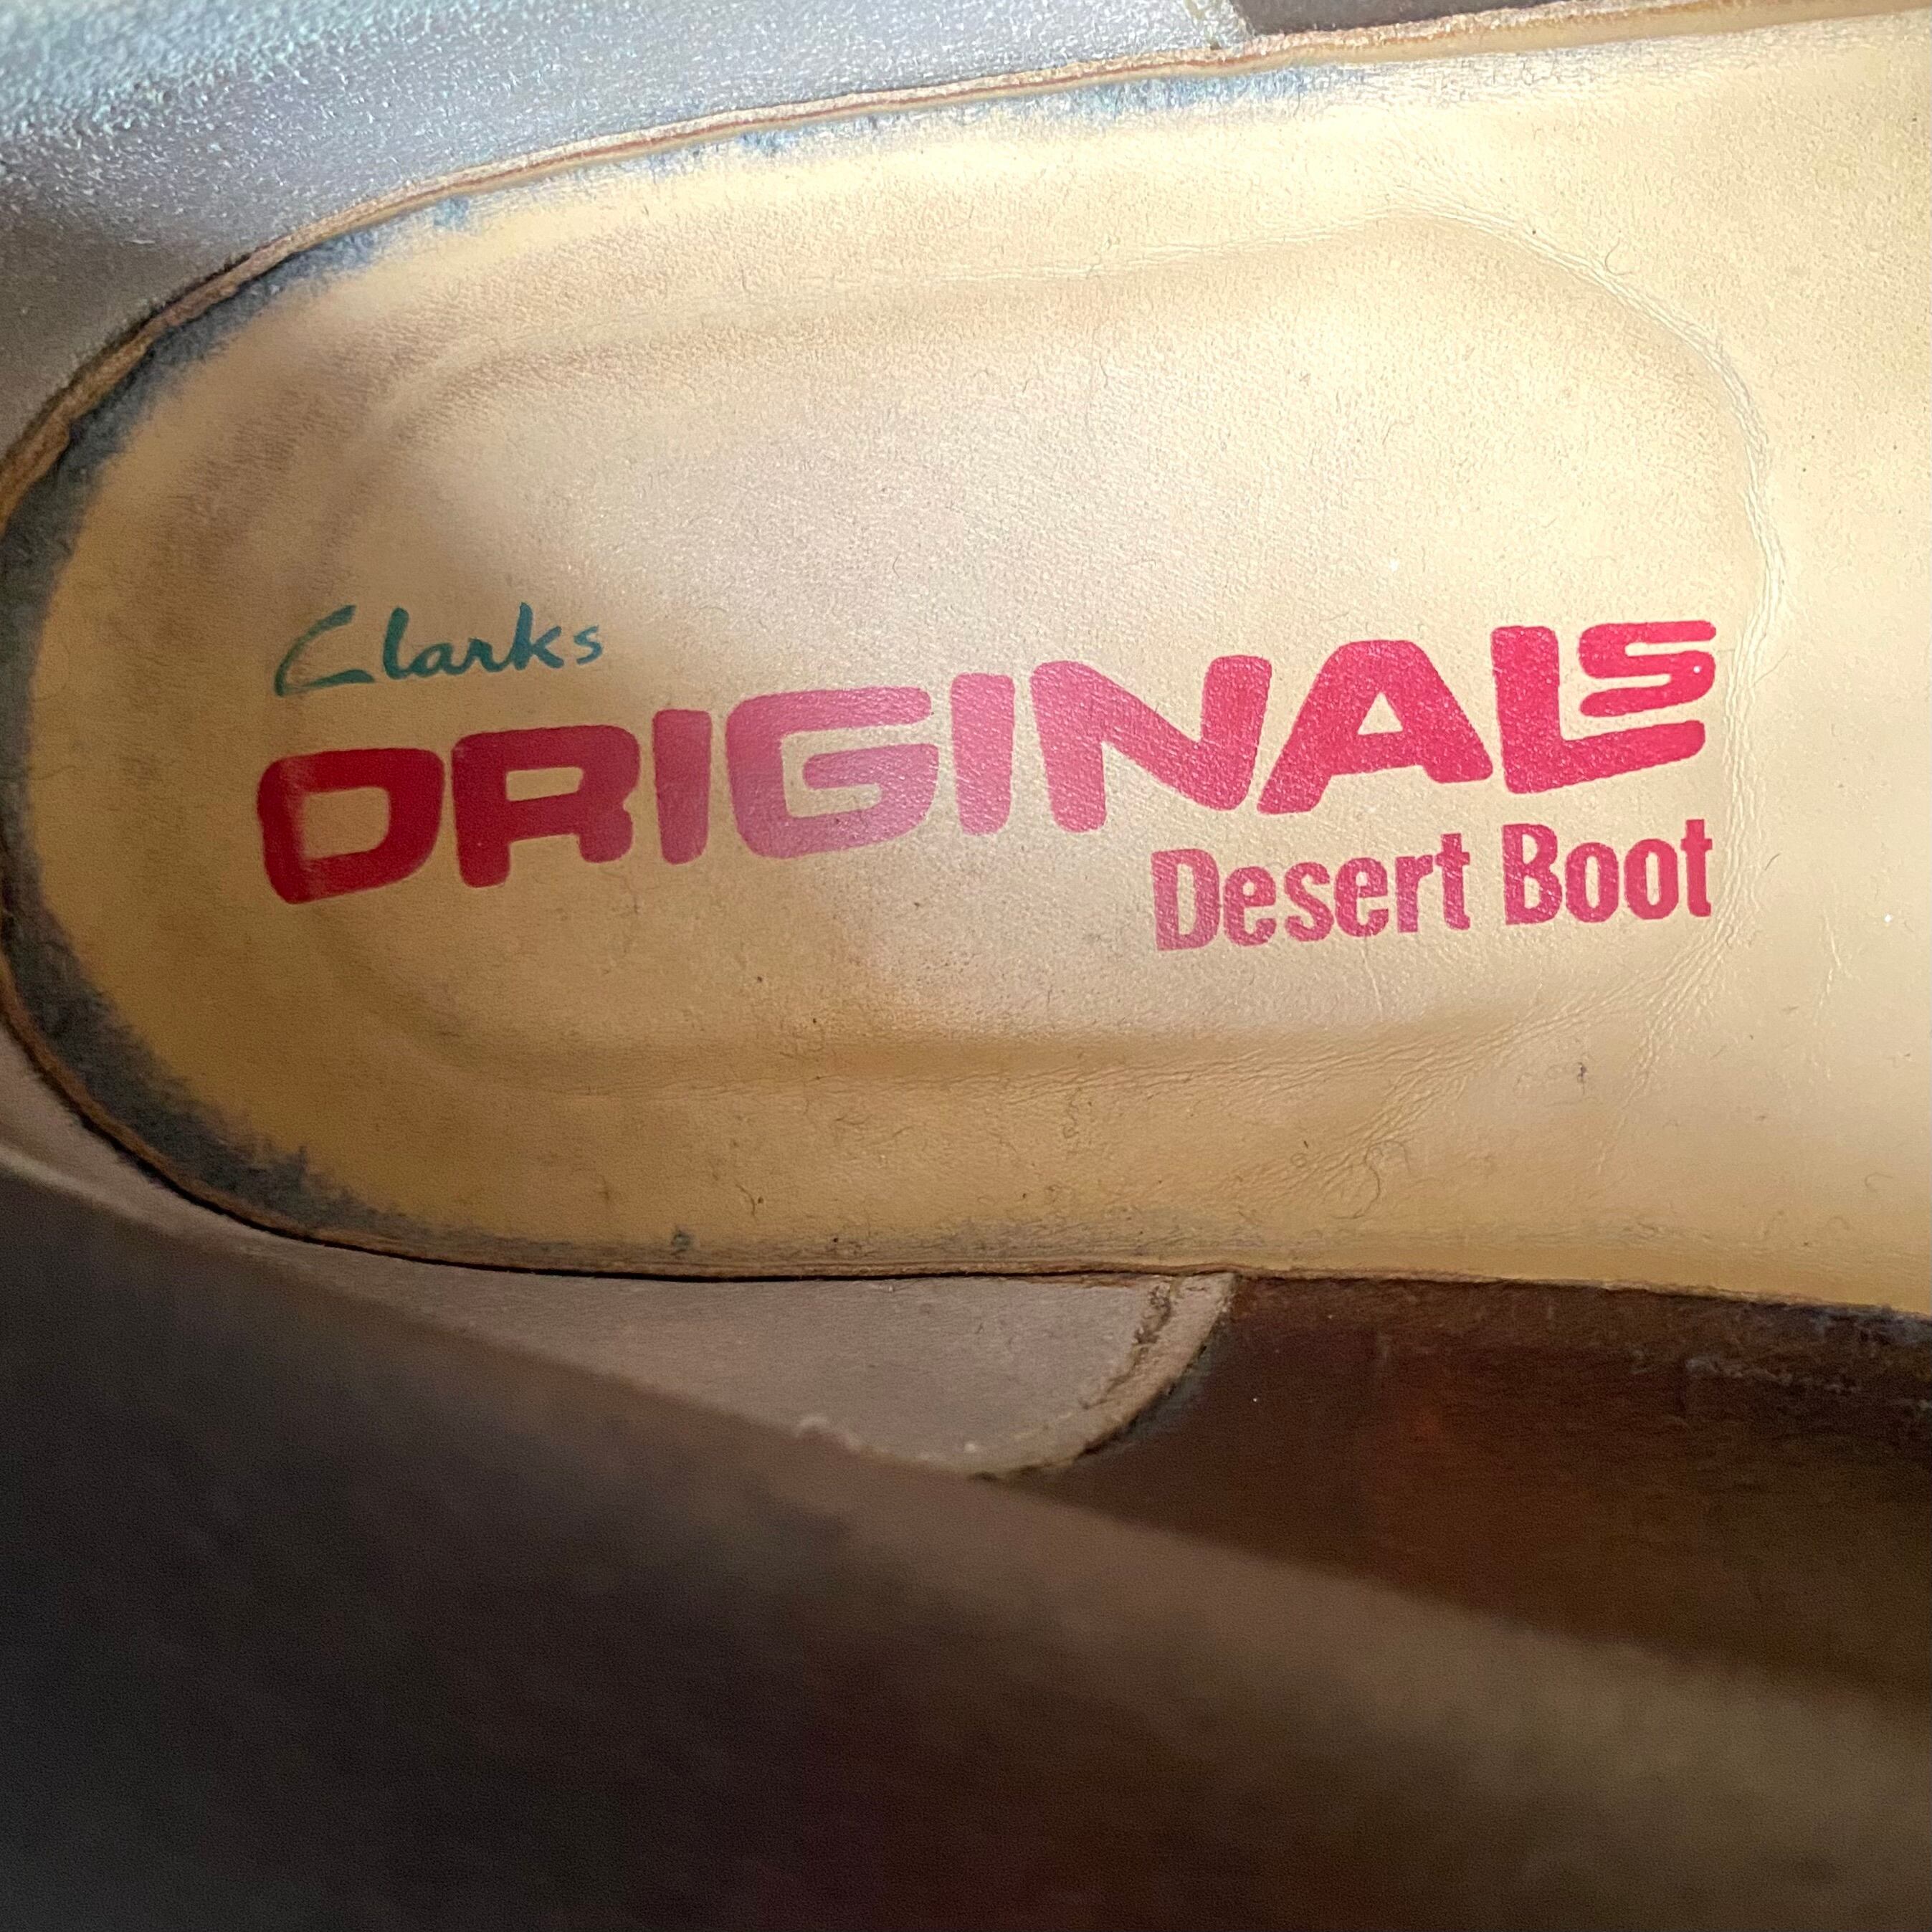 Clarks
ORIGINALS
Desert Boot